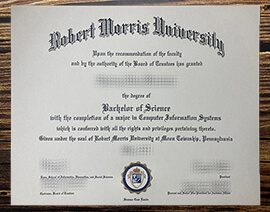 Robert Morris University
Upon the recommendation of the faculty
and by the authority of the Board of Trustees has granted
the degree of
Bachelor of Science
with the completion of a major in Computer Information Systems
which is conferred with all the rights and privileges pertaining thereto.
Given under the seal of Robert Morris University at Moon Township, Pennsylvania
President